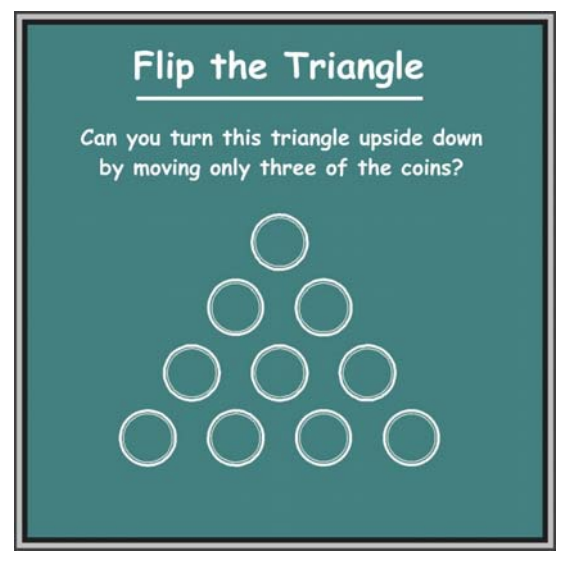 Flip the Triangle
Can you turn this triangle upside down
by moving only three of the coins?